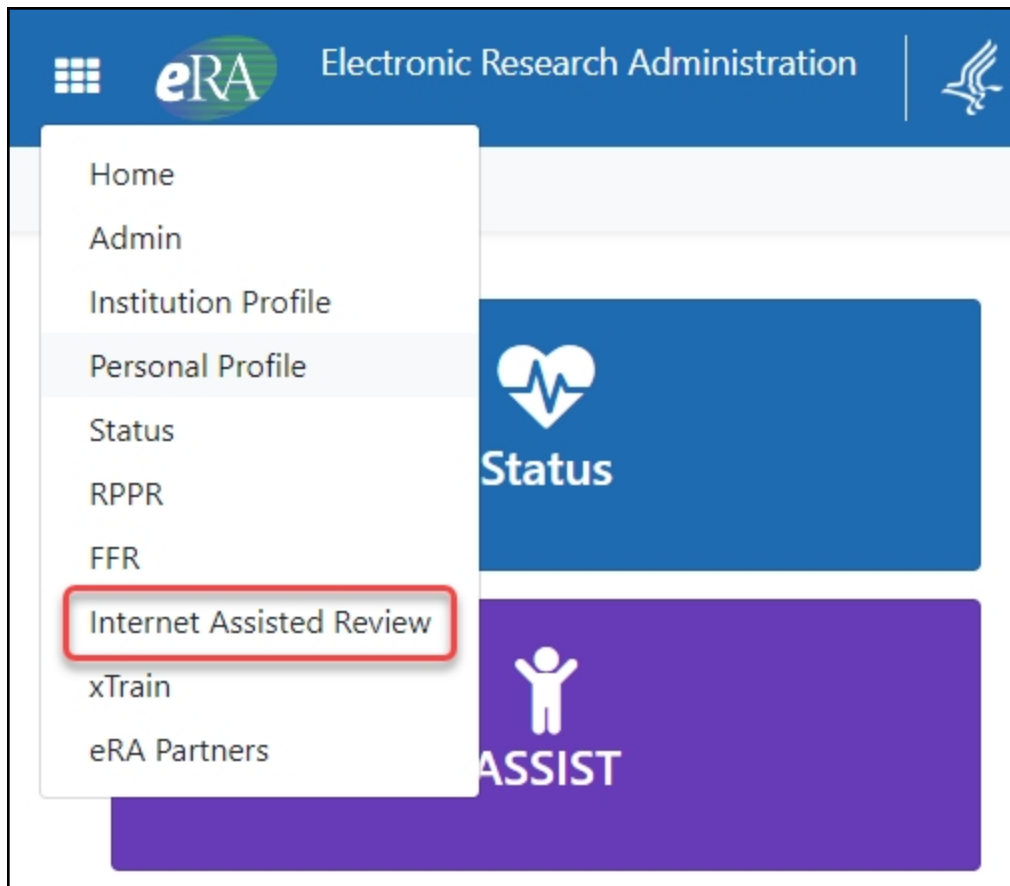 eRA
Electronic Research Administration
Home
Admin
Institution Profile
Personal Profile
Status
RPPR
FFR
Internet Assisted Review
xTrain
eRA Partners
Status
ASSIST